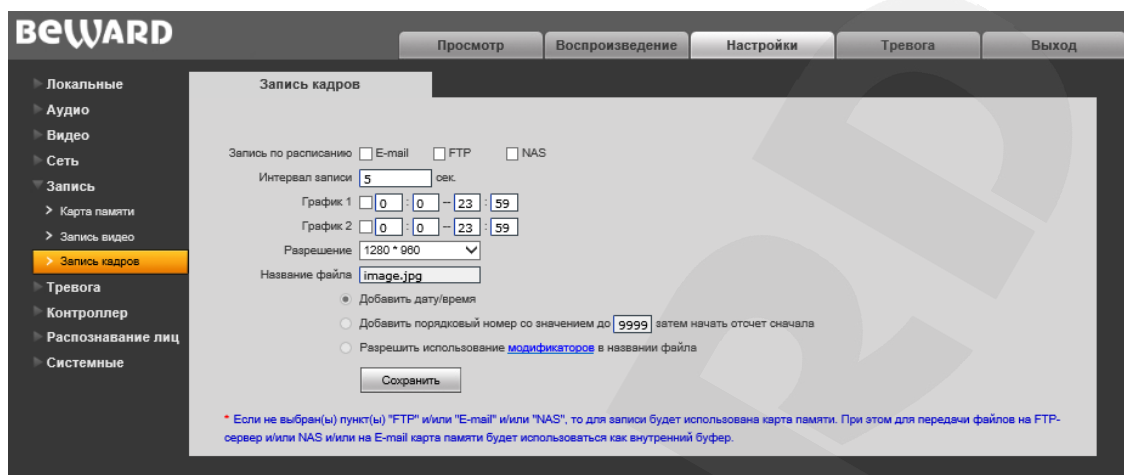 BEWARD
Просмотр Воспроизведение Настройки Тревога Выход
Локальные
Аудио
Видео
Сеть
Запись
Карта памяти
Запись видео
Запись кадров
Тревога
Контроллер
Распознавание лиц
Системные
Запись кадров
Запись по расписанию E-mail FTP NAS
Интервал записи 5 сек.
График 1 0 : 0 – 23 : 59
График 2 0 : 0 – 23 : 59
Разрешение 1280 * 960
Название файла image.jpg
Добавить дату/время
Добавить порядковый номер со значением до 9999 затем начать отсчет сначала
Разрешить использование модификаторов в названии файла
Сохранить
* Если не выбран(ы) пункт(ы) "FTP" и/или "E-mail" и/или "NAS", то для записи будет использована карта памяти. При этом для передачи файлов на FTP-
сервер и/или NAS и/или на E-mail карта памяти будет использоваться как внутренний буфер.